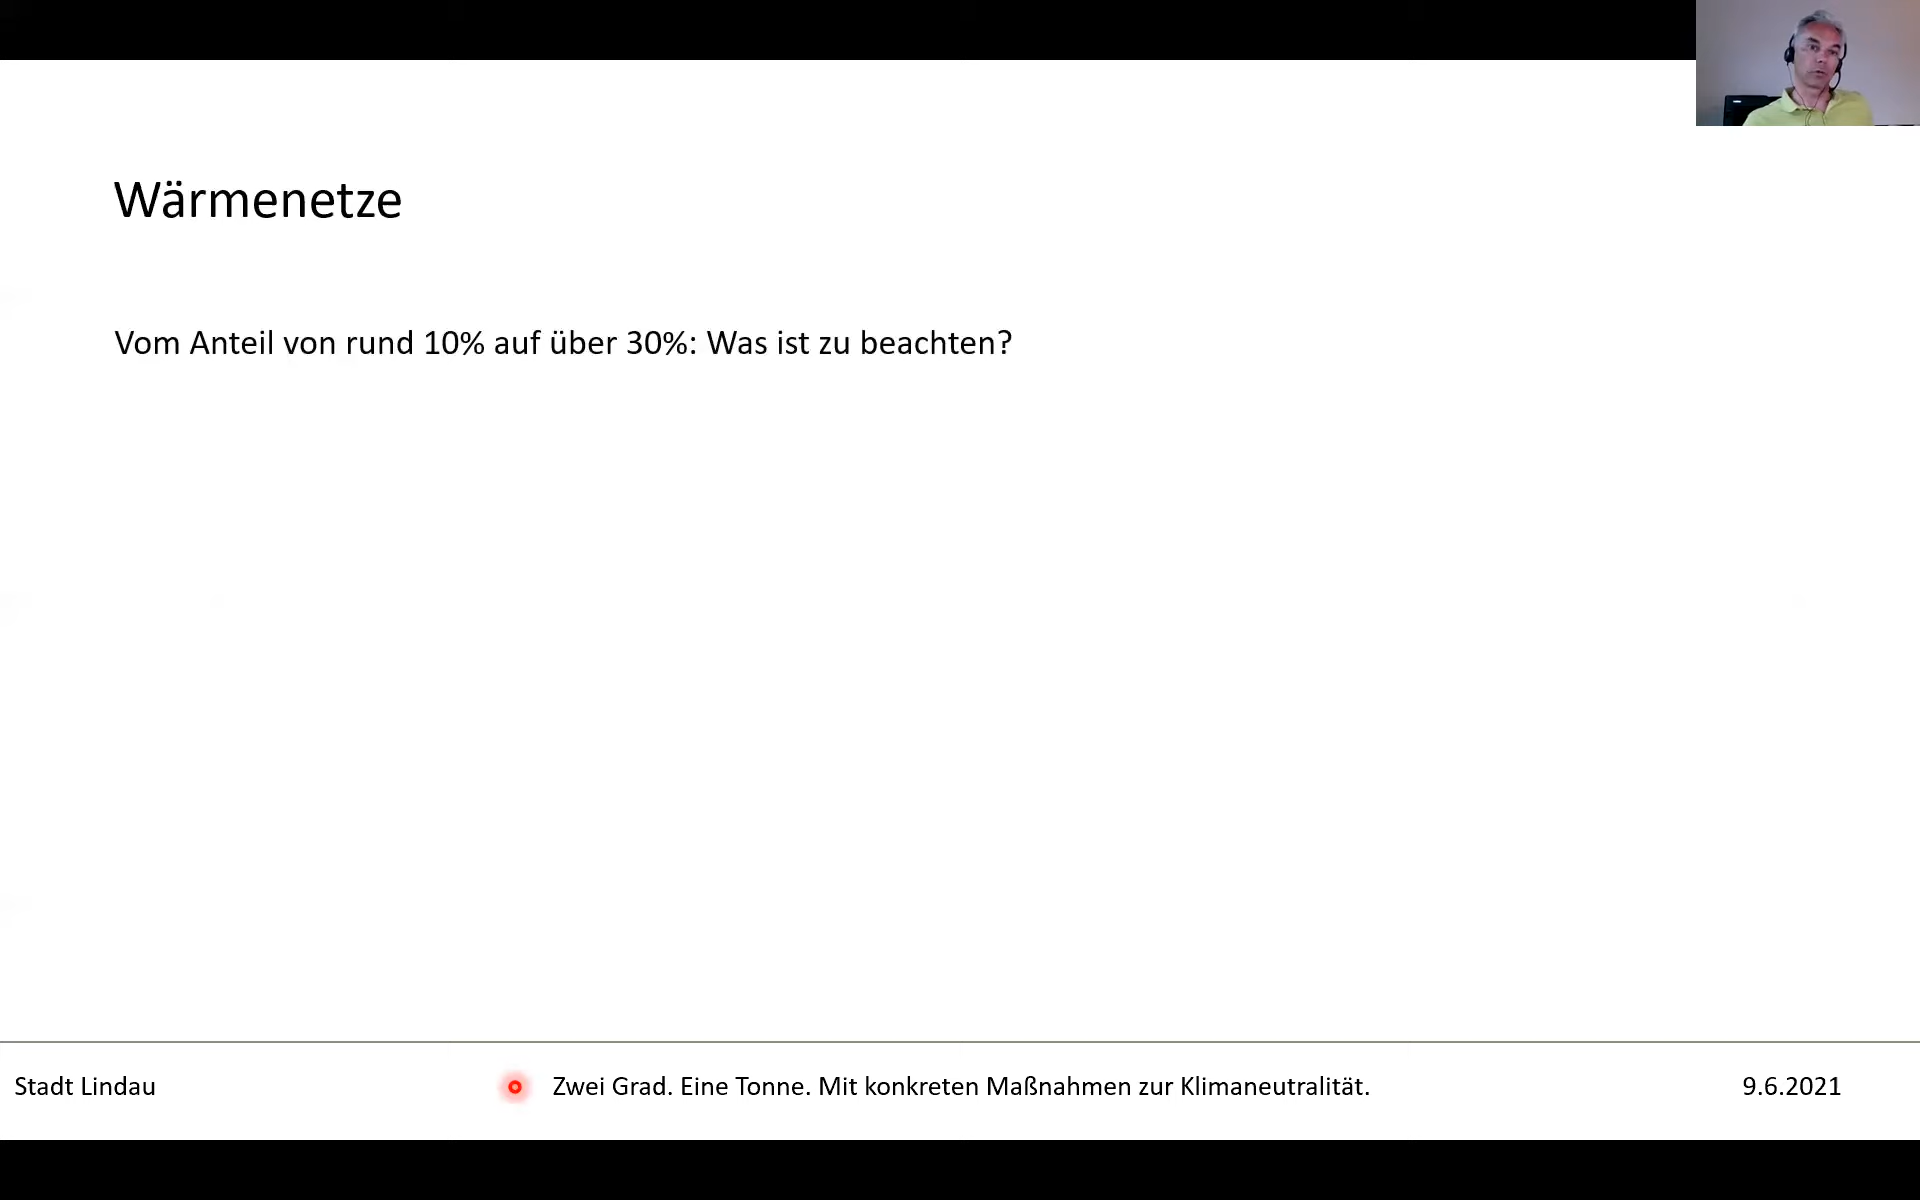 Wärmenetze
Vom Anteil von rund 10% auf über 30%: Was ist zu beachten?
Stadt Lindau
Zwei Grad. Eine Tonne. Mit konkreten Maßnahmen zur Klimaneutralität.
9.6.2021